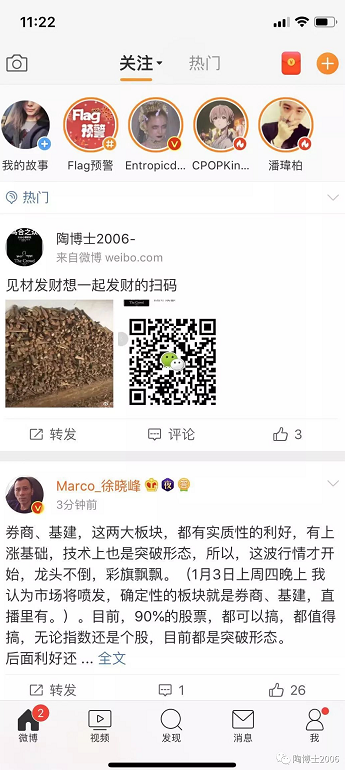 11:22
关注
热门
Flag
预警
我的故事
Flag预警
Entropicd...
CPOPKin...
潘瑋柏
热门
陶博士2006-
来自微博 weibo.com
见材发财想一起发财的扫码
转发
评论
3
Marco_徐晓峰
3分钟前
券商、基建，这两大板块，都有实质性的利好，有上
涨基础，技术上也是突破形态，所以，这波行情才开
始，龙头不倒，彩旗飘飘。（1月3日上周四晚上 我
认为市场将喷发，确定性的板块就是券商、基建，直
播里有。）。目前，90%的股票，都可以搞，都值得
搞，无论指数还是个股，目前都是突破形态。
后面利好还 ... 全文
转发
1
26
2
微博
视频
发现
消息
我
陶博士2006